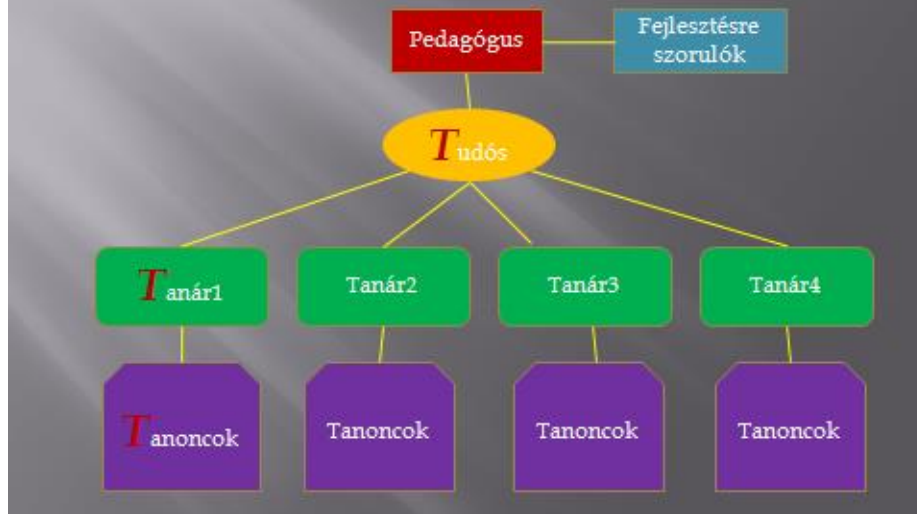 Pedagógus
Fejlesztésre
szorulók
Tudós
Tanár1
Tanár2
Tanár3
Tanár4
Tanoncok
Tanoncok
Tanoncok
Tanoncok